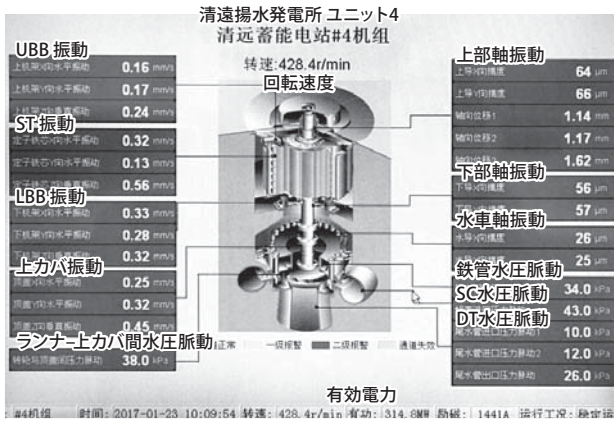 清遠揚水発電所 ユニット4
清远蓄能电站#4机组
转速:428.4r/min
回転速度
UBB 振動
上机架X向水平振动 0.16 mm/s
上机架Y向水平振动 0.17 mm/s
上机架Z向垂直振动 0.24 mm/s
ST 振動
定子铁芯X向水平振动 0.32 mm/s
定子铁芯Y向水平振动 0.13 mm/s
定子铁芯Z向垂直振动 0.56 mm/s
LBB 振動
下机架X向水平振动 0.33 mm/s
下机架Y向水平振动 0.28 mm/s
0.32 mm/s
上カバ振動
顶盖X向水平振动 0.25 mm/s
顶盖Y向水平振动 0.32 mm/s
顶盖Z向垂直振动 0.45 mm/s
ランナー上カバ間水圧脈動
转轮与顶盖间压力脉动 38.0 kPa
上部軸振動
上导X向摆度 64 μm
上导Y向摆度 66 μm
轴向位移1 1.14 mm
轴向位移2 1.17 mm
1.62 mm
下部軸振動
下导X向摆度 56 μm
57 μm
水車軸振動
水导X向摆度 26 μm
25 μm
鉄管水圧脈動
34.0 kPa
SC水圧脈動
43.0 kPa
DT水圧脈動
尾水管进口压力脉动1 10.0 kPa
尾水管进口压力脉动2 12.0 kPa
尾水管出口压力脉动 26.0 kPa
正常 一级报警 二级报警 通道失效
有効電力
#4机组 时间: 2017-01-23 10:09:54 转速: 428.4r/min 有功: 314.8MW 励磁: 1441A 运行工况: 稳定运